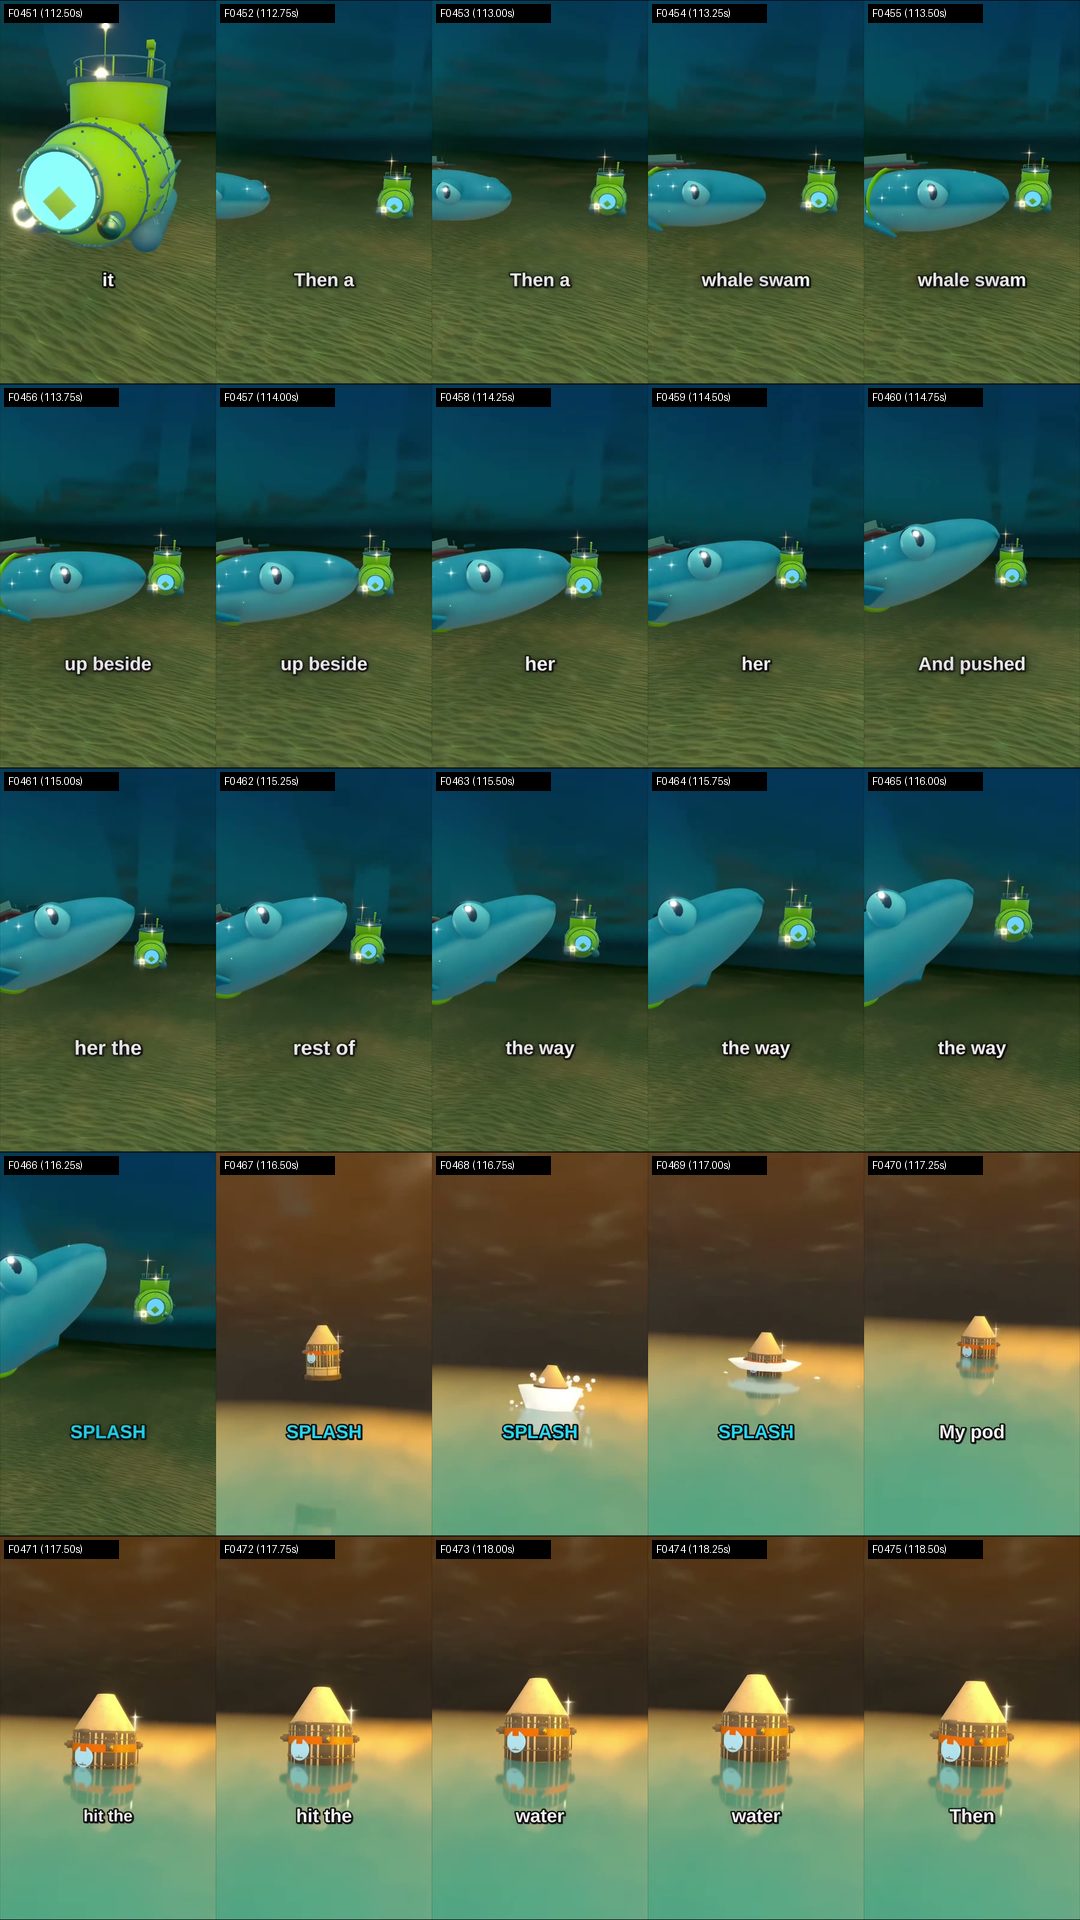 F0451 (112.50s)
F0452 (112.75s)
F0453 (113.00s)
F0454 (113.25s)
F0455 (113.50s)
it
Then a
Then a
whale swam
whale swam
F0456 (113.75s)
F0457 (114.00s)
F0458 (114.25s)
F0459 (114.50s)
F0460 (114.75s)
up beside
up beside
her
her
And pushed
F0461 (115.00s)
F0462 (115.25s)
F0463 (115.50s)
F0464 (115.75s)
F0465 (116.00s)
her the
rest of
the way
the way
the way
F0466 (116.25s)
F0467 (116.50s)
F0468 (116.75s)
F0469 (117.00s)
F0470 (117.25s)
SPLASH
SPLASH
SPLASH
SPLASH
My pod
F0471 (117.50s)
F0472 (117.75s)
F0473 (118.00s)
F0474 (118.25s)
F0475 (118.50s)
hit the
hit the
water
water
Then